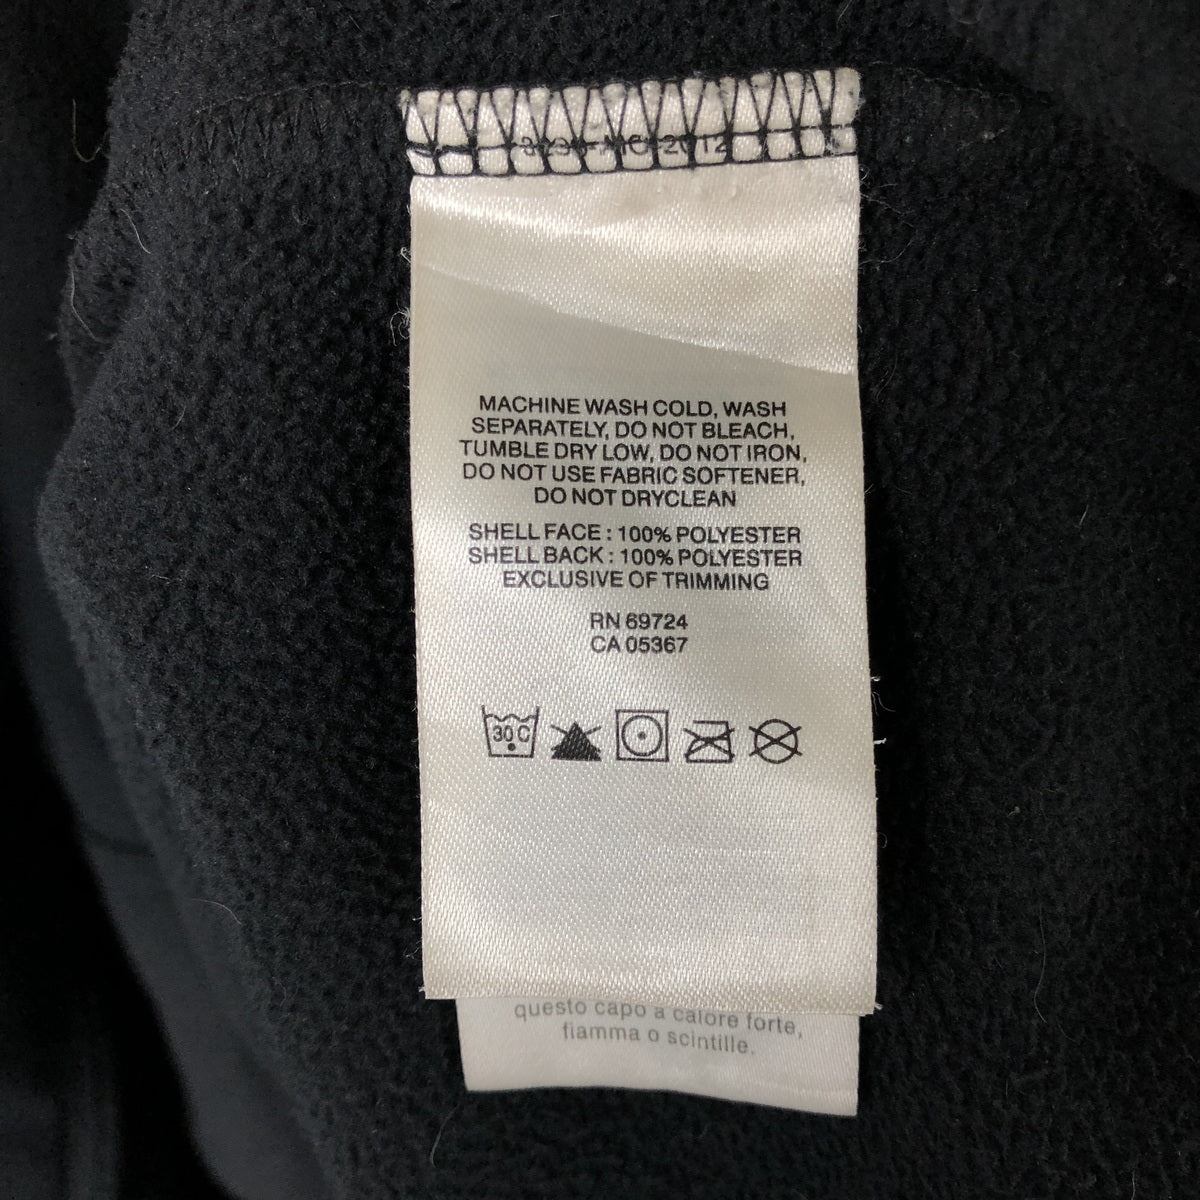 MACHINE WASH COLD, WASH
SEPARATELY, DO NOT BLEACH,
TUMBLE DRY LOW, DO NOT IRON,
DO NOT USE FABRIC SOFTENER,
DO NOT DRYCLEAN
SHELL FACE : 100% POLYESTER
SHELL BACK : 100% POLYESTER
EXCLUSIVE OF TRIMMING
RN 69724
CA 05367
30 C
questo capo a calore forte,
fiamma o scintille.